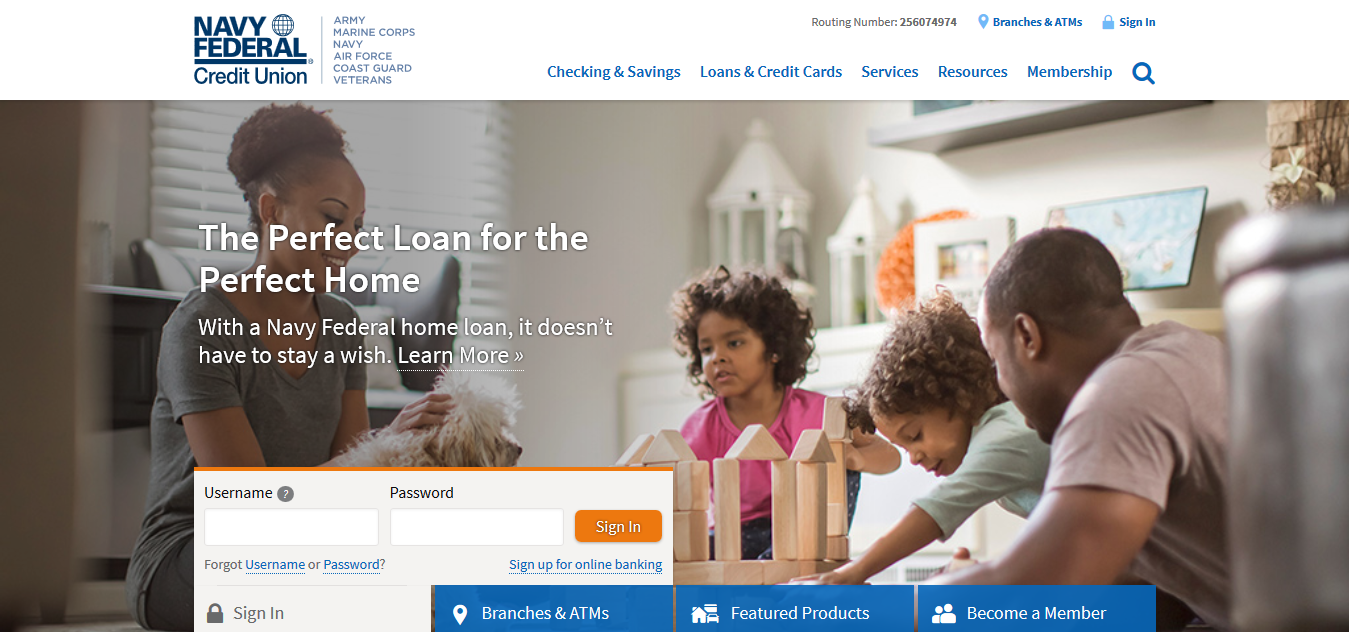 NAVY
FEDERAL®
Credit Union
ARMY
MARINE CORPS
NAVY
AIR FORCE
COAST GUARD
VETERANS
Routing Number: 256074974
Branches & ATMs
Sign In
Checking & Savings
Loans & Credit Cards
Services
Resources
Membership
The Perfect Loan for the
Perfect Home
With a Navy Federal home loan, it doesn’t
have to stay a wish. Learn More »
Username ?
Password
Sign In
Forgot Username or Password?
Sign up for online banking
Sign In
Branches & ATMs
Featured Products
Become a Member